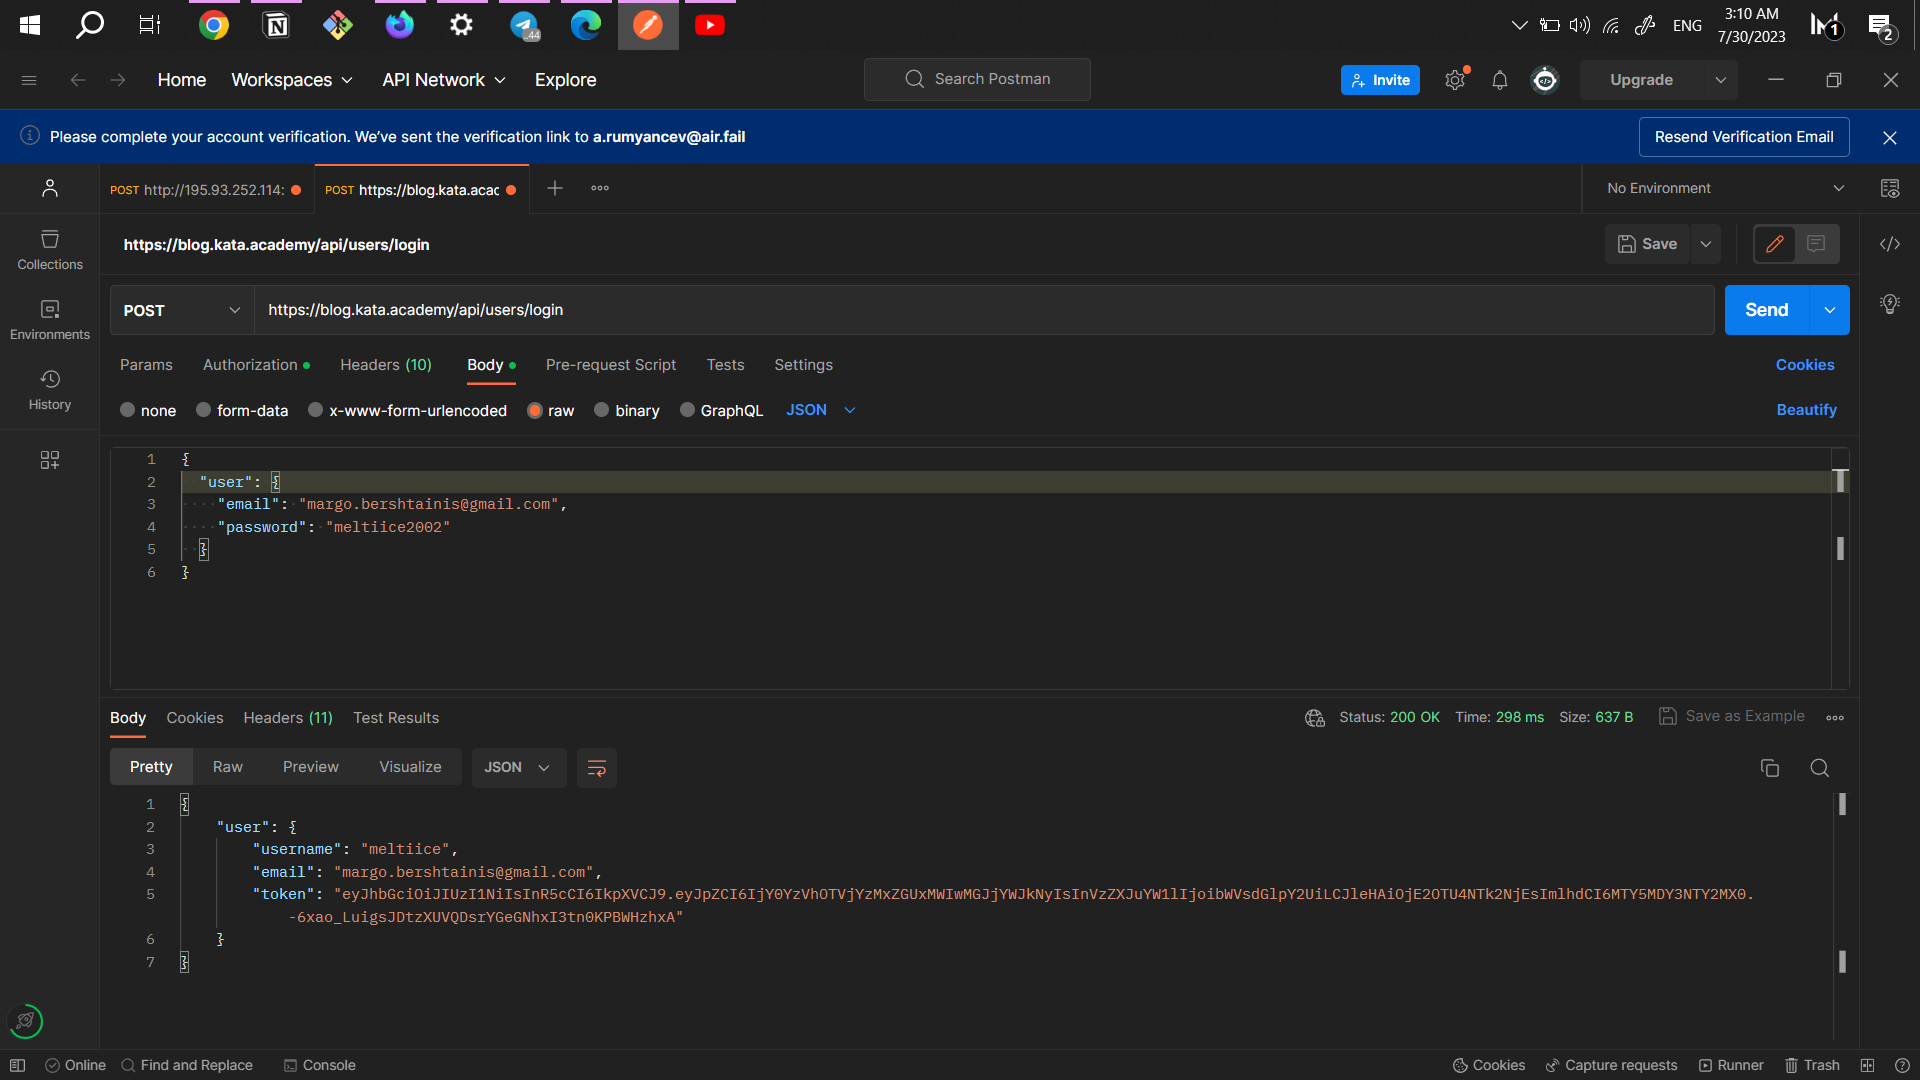 44
ENG
3:10 AM
7/30/2023
1
2
Home
Workspaces
API Network
Explore
Search Postman
Invite
Upgrade
Please complete your account verification. We’ve sent the verification link to a.rumyancev@air.fail
Resend Verification Email
POST http://195.93.252.114:
POST https://blog.kata.acac
No Environment
https://blog.kata.academy/api/users/login
Save
Collections
Environments
History
POST
https://blog.kata.academy/api/users/login
Send
Params
Authorization
Headers (10)
Body
Pre-request Script
Tests
Settings
Cookies
none
form-data
x-www-form-urlencoded
raw
binary
GraphQL
JSON
Beautify
1 {
2 "user": {
3 "email": "margo.bershtainis@gmail.com",
4 "password": "meltiice2002"
5 }
6 }
Body
Cookies
Headers (11)
Test Results
Status: 200 OK
Time: 298 ms
Size: 637 B
Save as Example
Pretty
Raw
Preview
Visualize
JSON
1 {
2 "user": {
3 "username": "meltiice",
4 "email": "margo.bershtainis@gmail.com",
5 "token": "eyJhbGciOiJIUzI1NiIsInR5cCI6IkpXVCJ9.eyJpZCI6IjY0YzVhOTVjYzMxZGUxMWIwMGJjYWJkNyIsInVzZXJuYW1lIjoibWVsdGlpY2UiLCJleHAiOjE2OTU4NTk2NjEsImlhdCI6MTY5MDY3NTY2MX0.
-6xao_LuigsJDtzXUVQDsrYGeGNhxI3tn0KPBWHzhxA"
6 }
7 }
Online
Find and Replace
Console
Cookies
Capture requests
Runner
Trash